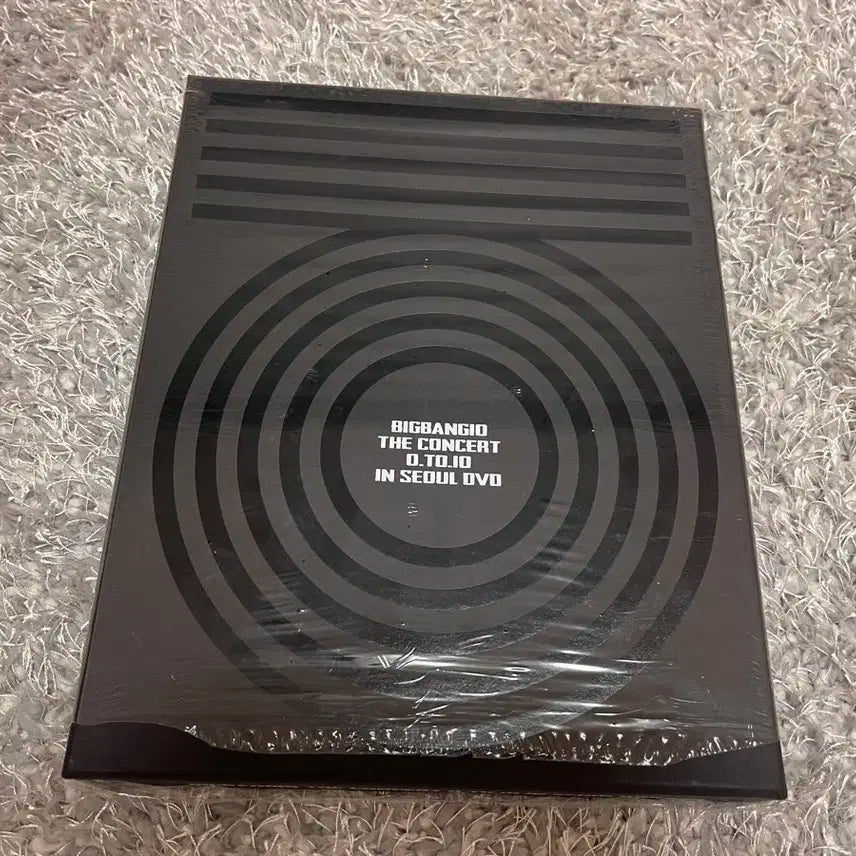 BIGBANG10
THE CONCERT
0.TO.10
IN SEOUL DVD